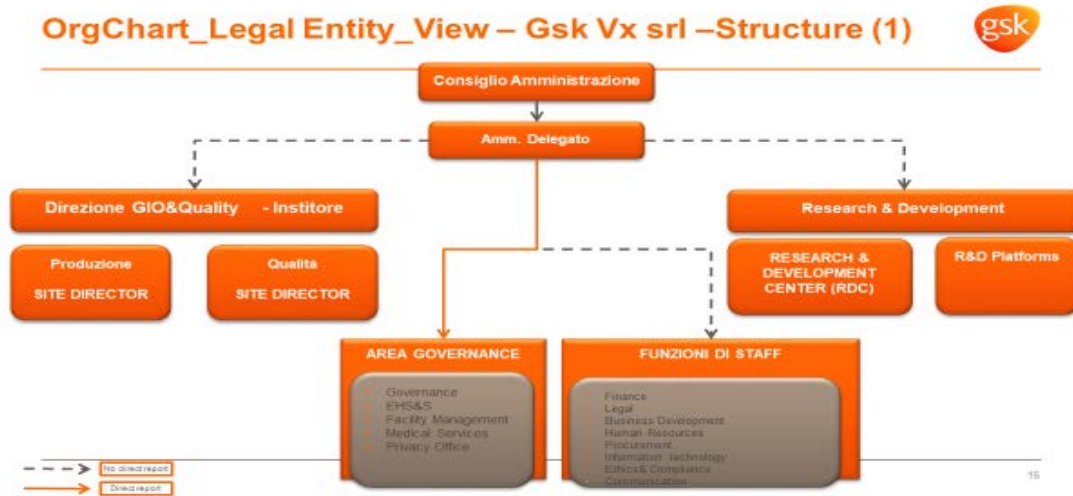 OrgChart_Legal Entity_View – Gsk Vx srl –Structure (1)
gsk
Consiglio Amministrazione
Amm. Delegato
Direzione GIO&Quality - Institore
Research & Development
Produzione
SITE DIRECTOR
Qualità
SITE DIRECTOR
RESEARCH &
DEVELOPMENT
CENTER (RDC)
R&D Platforms
AREA GOVERNANCE
Governance
EHS&S
Facility Management
Medical Services
Privacy Office
FUNZIONI DI STAFF
Finance
Legal
Business Development
Human Resources
Procurement
Information technology
Ethics& Compliance
Communication
No direct report
Direct report
15